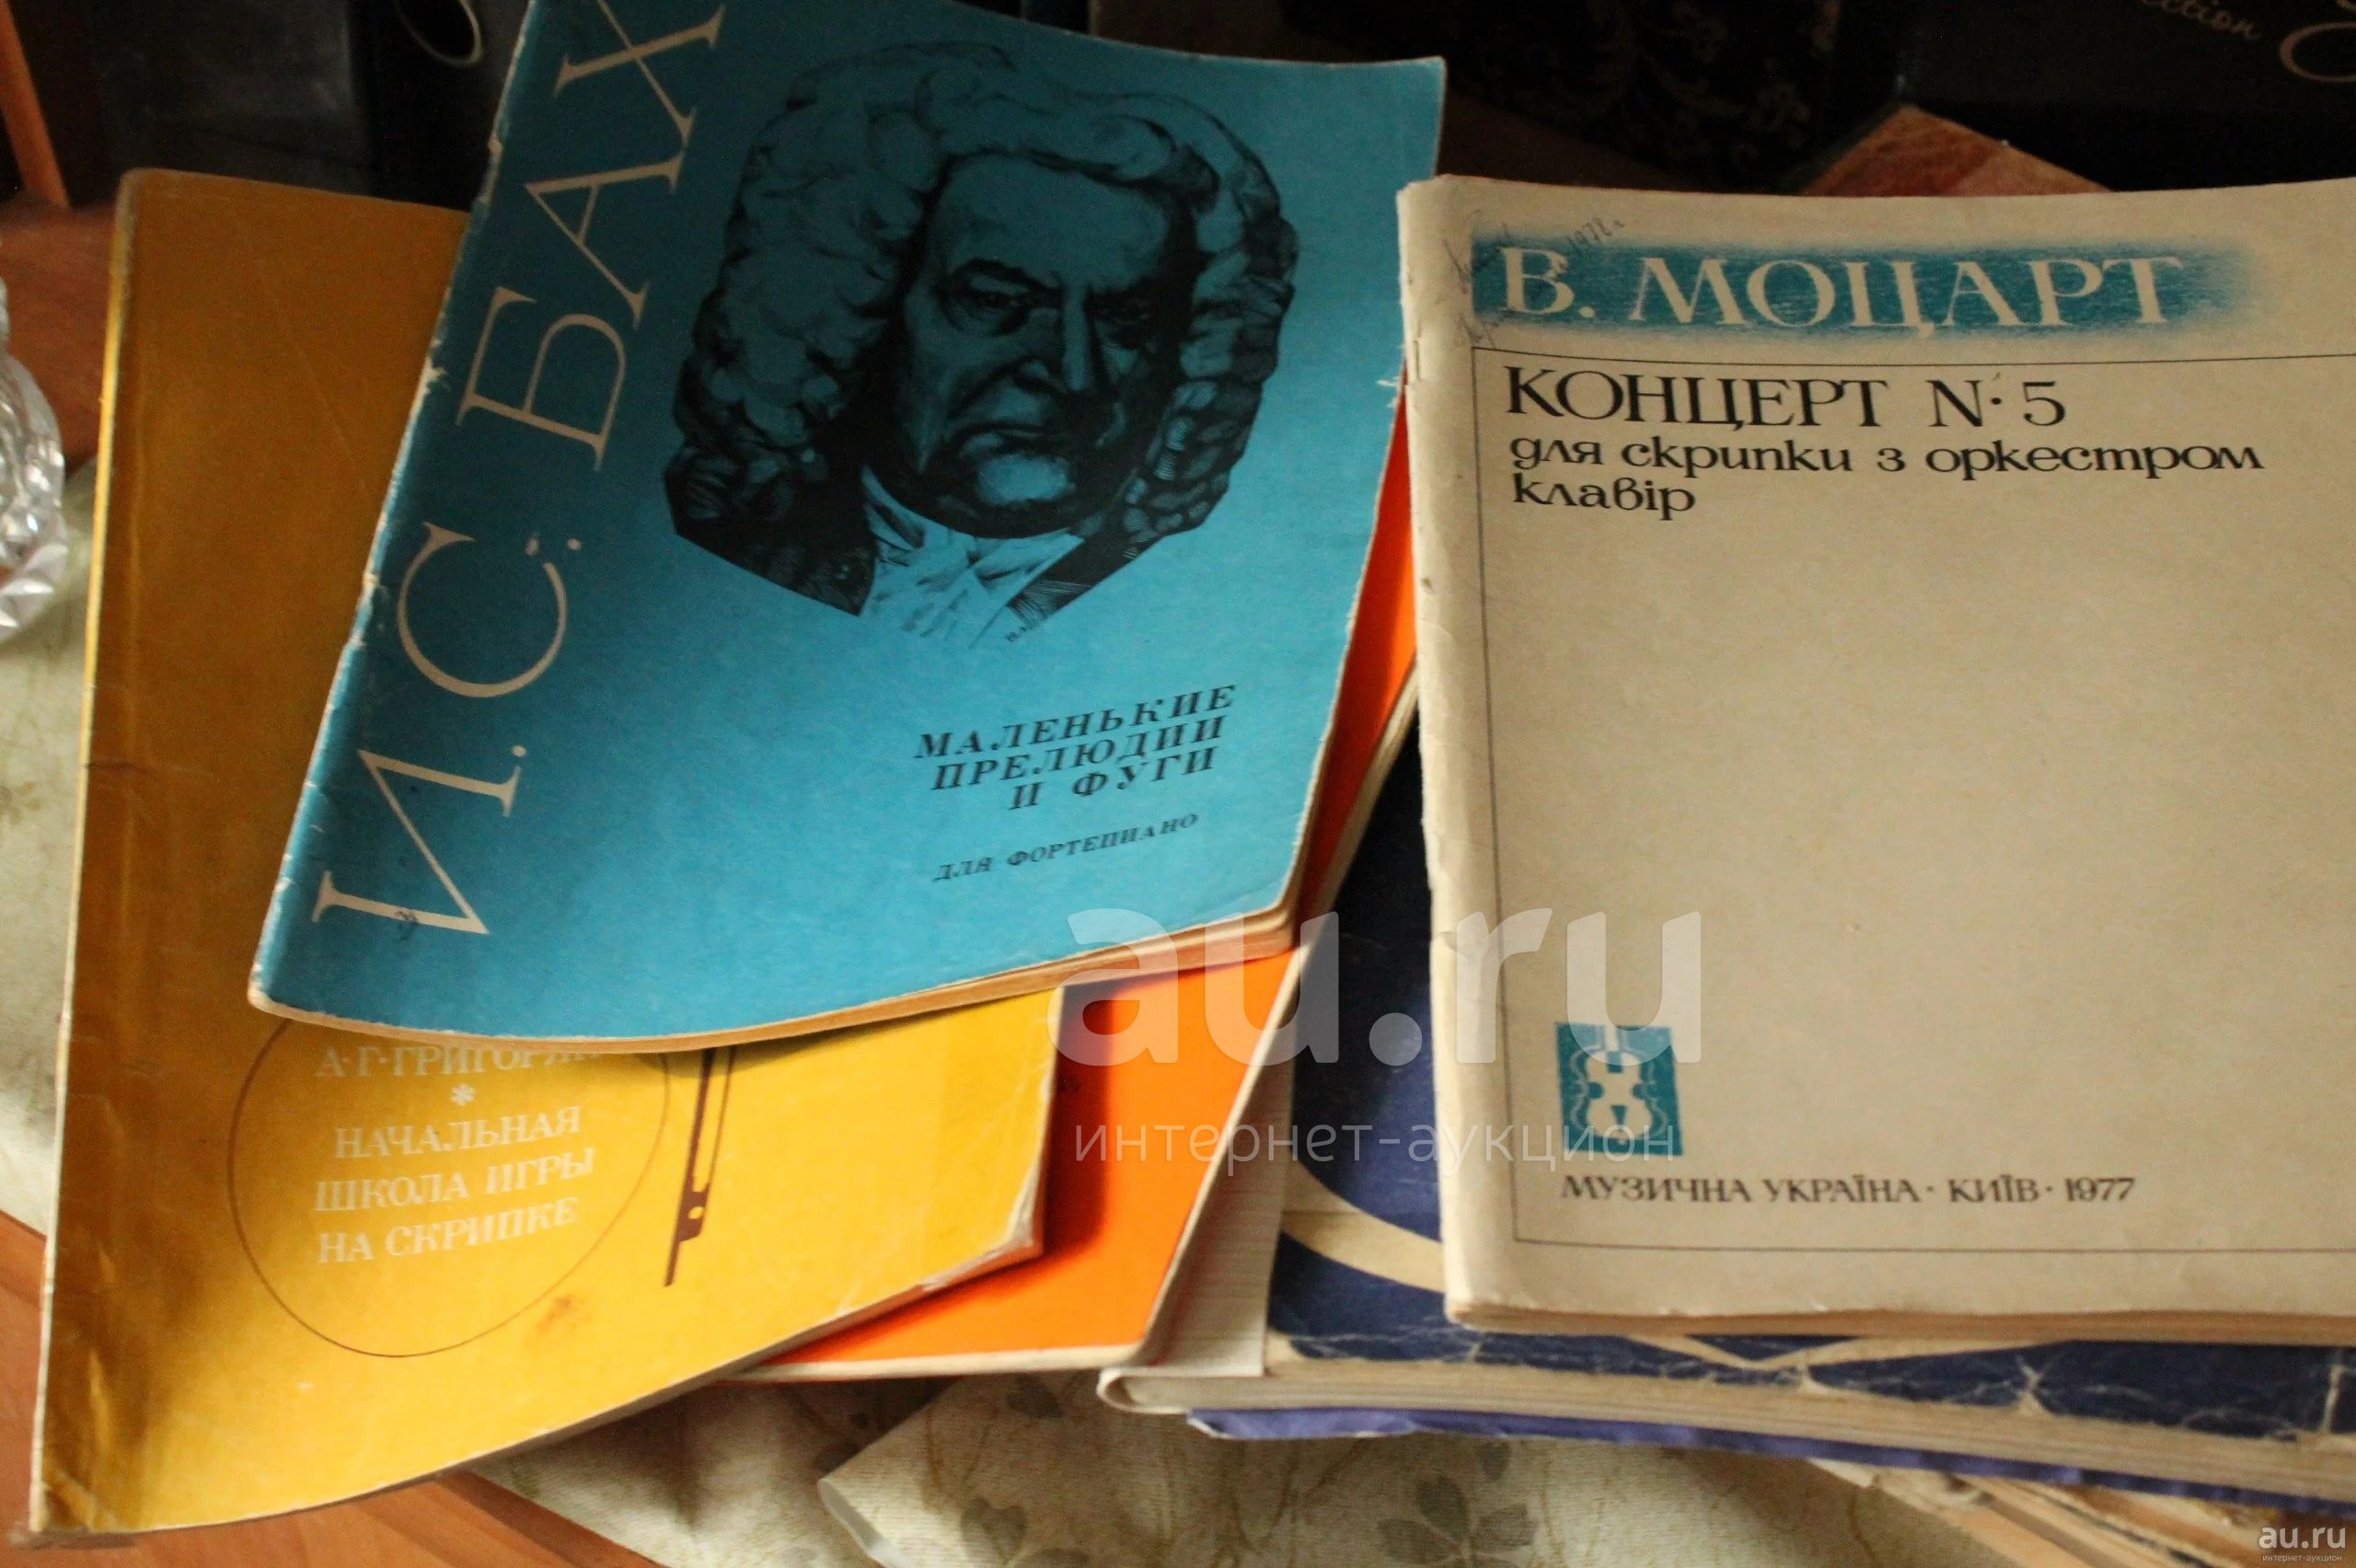 И.С. БАХ
МАЛЕНЬКИЕ
ПРЕЛЮДИИ
И ФУГИ
ДЛЯ ФОРТЕПИАНО
В. МОЦАРТ
КОНЦЕРТ N· 5
для скрипки з оркестром
клавір
МУЗИЧНА УКРАЇНА · КИЇВ · 1977
А·Г·ГРИГОРЯН
*
НАЧАЛЬНАЯ
ШКОЛА ИГРЫ
НА СКРИПКЕ
1978 г
au.ru
интернет-аукцион
au.ru
интернет-аукцион